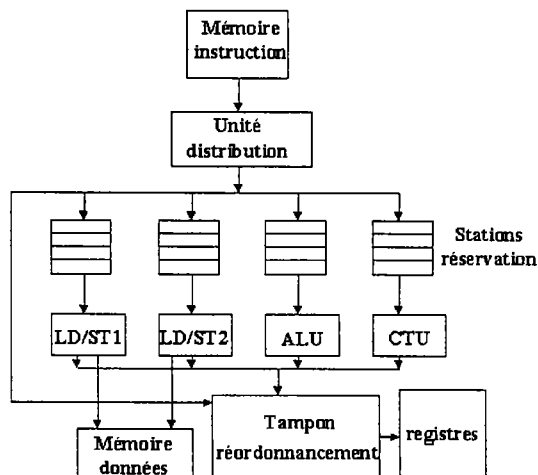 Mémoire
instruction
Unité
distribution
Stations
réservation
LD/ST1
LD/ST2
ALU
CTU
Tampon
réordonnancement
registres
Mémoire
données